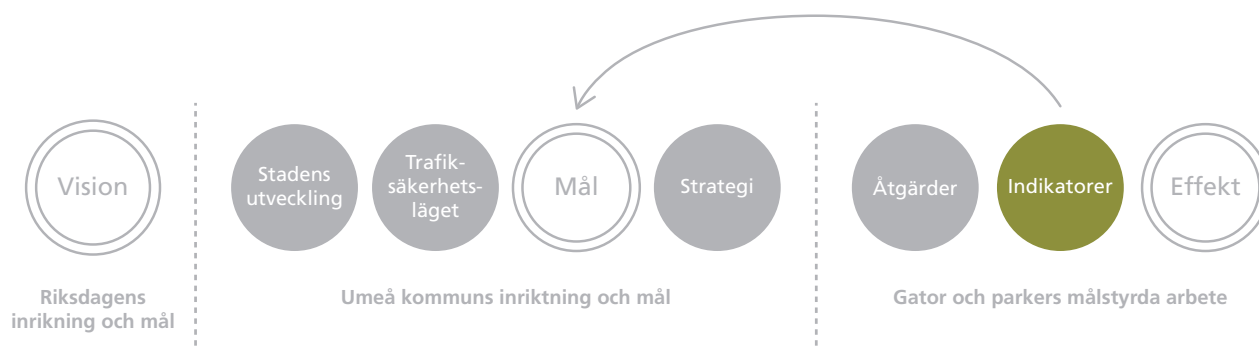 Vision
Stadens
utveckling
Trafik-
säkerhets-
läget
Mål
Strategi
Åtgärder
Indikatorer
Effekt
Riksdagens
inrikning och mål
Umeå kommuns inriktning och mål
Gator och parkers målstyrda arbete